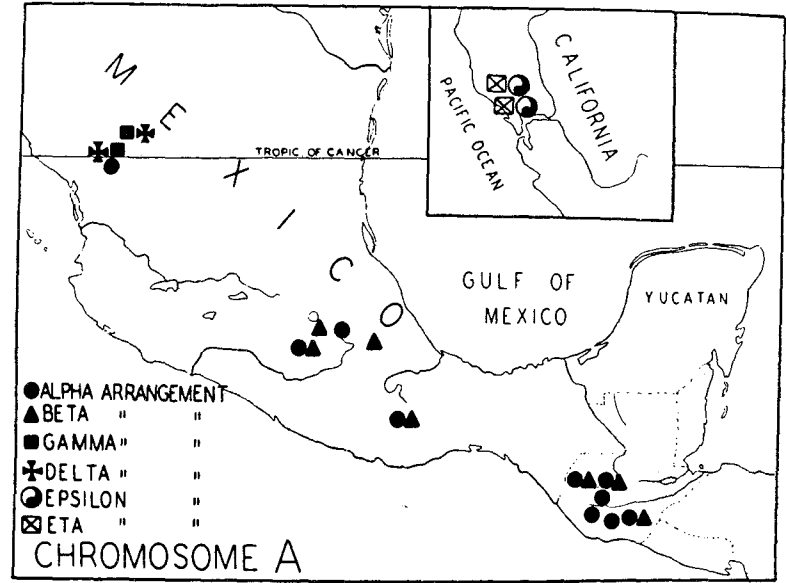 MEXICO
TROPIC OF CANCER
PACIFIC OCEAN
CALIFORNIA
GULF OF
MEXICO
YUCATAN
ALPHA ARRANGEMENT
BETA " "
GAMMA " "
DELTA " "
EPSILON "
ETA " "
CHROMOSOME A